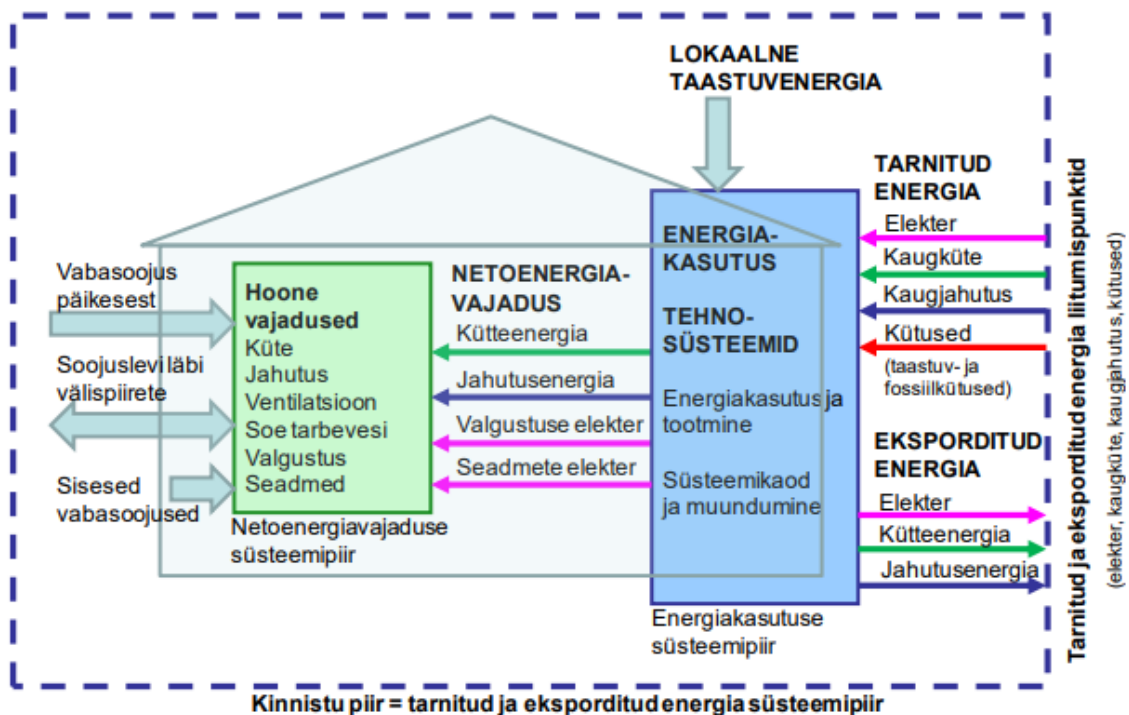 LOKAALNE
TAASTUVENERGIA
TARNITUD
ENERGIA
Elekter
Kaugküte
Kaugjahutus
Kütused
(taastuv- ja
fossiilkütused)
EKSPORDITUD
ENERGIA
Elekter
Kütteenergia
Jahutusenergia
ENERGIA-
KASUTUS
TEHNO-
SÜSTEEMID
Energiakasutus ja
tootmine
Süsteemikaod
ja muundumine
Energiakasutuse
süsteemipiir
NETOENERGIA-
VAJADUS
Kütteenergia
Jahutusenergia
Valgustuse elekter
Seadmete elekter
Hoone
vajadused
Küte
Jahutus
Ventilatsioon
Soe tarbevesi
Valgustus
Seadmed
Netoenergiavajaduse
süsteemipiir
Vabasoojus
päikesest
Soojuslevi läbi
välispiirete
Sisesed
vabasoojused
Tarnitud ja eksporditud energia liitumispunktid
(elekter, kaugküte, kaugjahutus, kütused)
Kinnistu piir = tarnitud ja eksporditud energia süsteemipiir